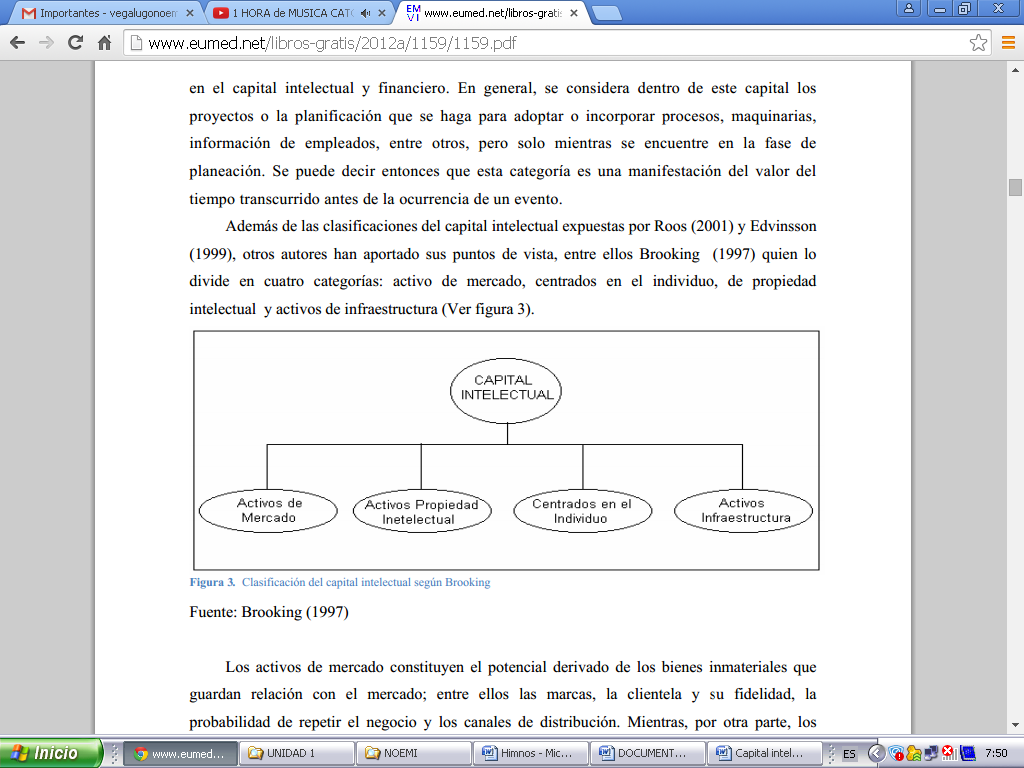 Importantes - vegalugonoem
1 HORA de MUSICA CATO
www.eumed.net/libros-gratis
www.eumed.net/libros-gratis/2012a/1159/1159.pdf
en el capital intelectual y financiero. En general, se considera dentro de este capital los
proyectos o la planificación que se haga para adoptar o incorporar procesos, maquinarias,
información de empleados, entre otros, pero solo mientras se encuentre en la fase de
planeación. Se puede decir entonces que esta categoría es una manifestación del valor del
tiempo transcurrido antes de la ocurrencia de un evento.
Además de las clasificaciones del capital intelectual expuestas por Roos (2001) y Edvinsson
(1999), otros autores han aportado sus puntos de vista, entre ellos Brooking (1997) quien lo
divide en cuatro categorías: activo de mercado, centrados en el individuo, de propiedad
intelectual y activos de infraestructura (Ver figura 3).
CAPITAL
INTELECTUAL
Activos de
Mercado
Activos Propiedad
Inetelectual
Centrados en el
Individuo
Activos
Infraestructura
Figura 3. Clasificación del capital intelectual según Brooking
Fuente: Brooking (1997)
Los activos de mercado constituyen el potencial derivado de los bienes inmateriales que
guardan relación con el mercado; entre ellos las marcas, la clientela y su fidelidad, la
probabilidad de repetir el negocio y los canales de distribución. Mientras, por otra parte, los
Inicio
www.eumed...
UNIDAD 1
NOEMI
Himnos - Mic...
DOCUMENT...
Capital intel...
ES
7:50